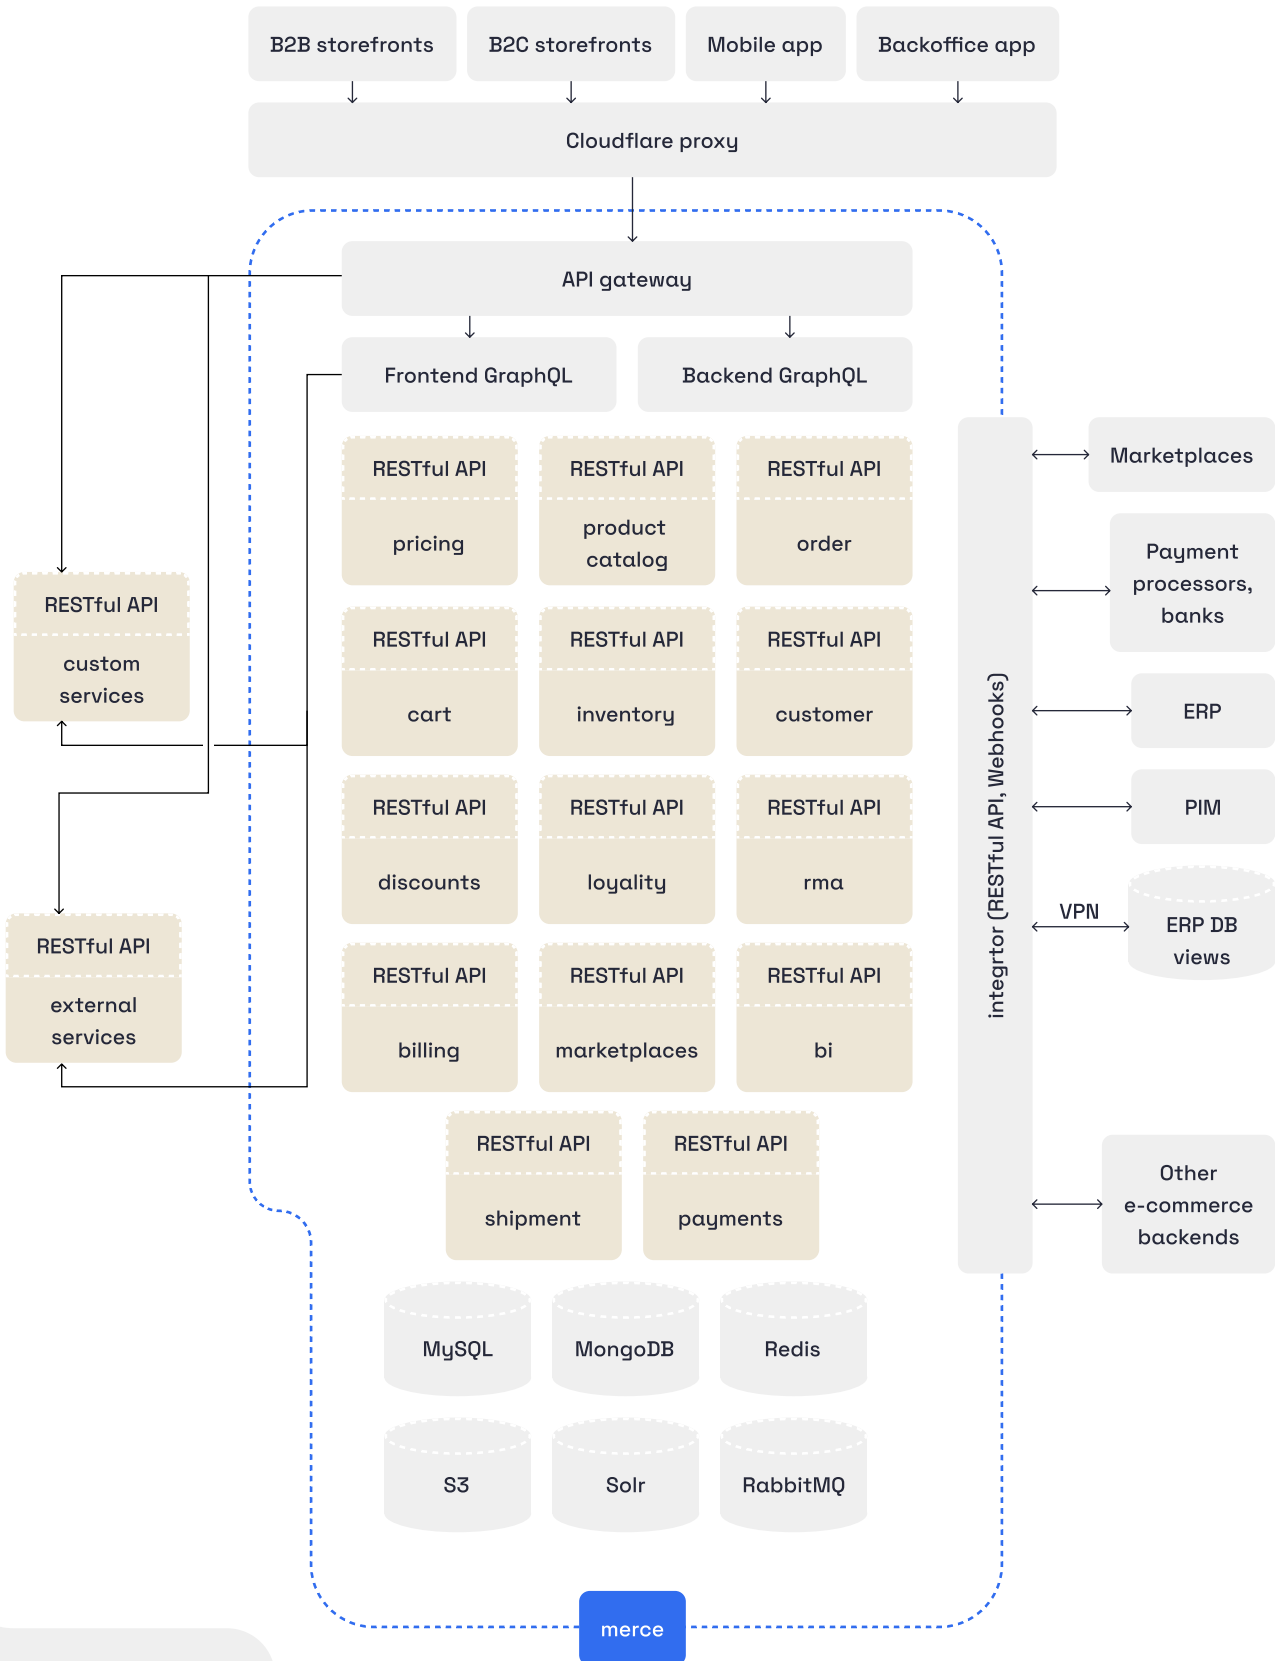 B2B storefronts
B2C storefronts
Mobile app
Backoffice app
Cloudflare proxy
API gateway
Frontend GraphQL
Backend GraphQL
RESTful API
pricing
RESTful API
product
catalog
RESTful API
order
RESTful API
cart
RESTful API
inventory
RESTful API
customer
RESTful API
discounts
RESTful API
loyality
RESTful API
rma
RESTful API
billing
RESTful API
marketplaces
RESTful API
bi
RESTful API
shipment
RESTful API
payments
MySQL
MongoDB
Redis
S3
Solr
RabbitMQ
merce
RESTful API
custom
services
RESTful API
external
services
integrtor (RESTful API, Webhooks)
Marketplaces
Payment
processors,
banks
ERP
PIM
VPN
ERP DB
views
Other
e-commerce
backends